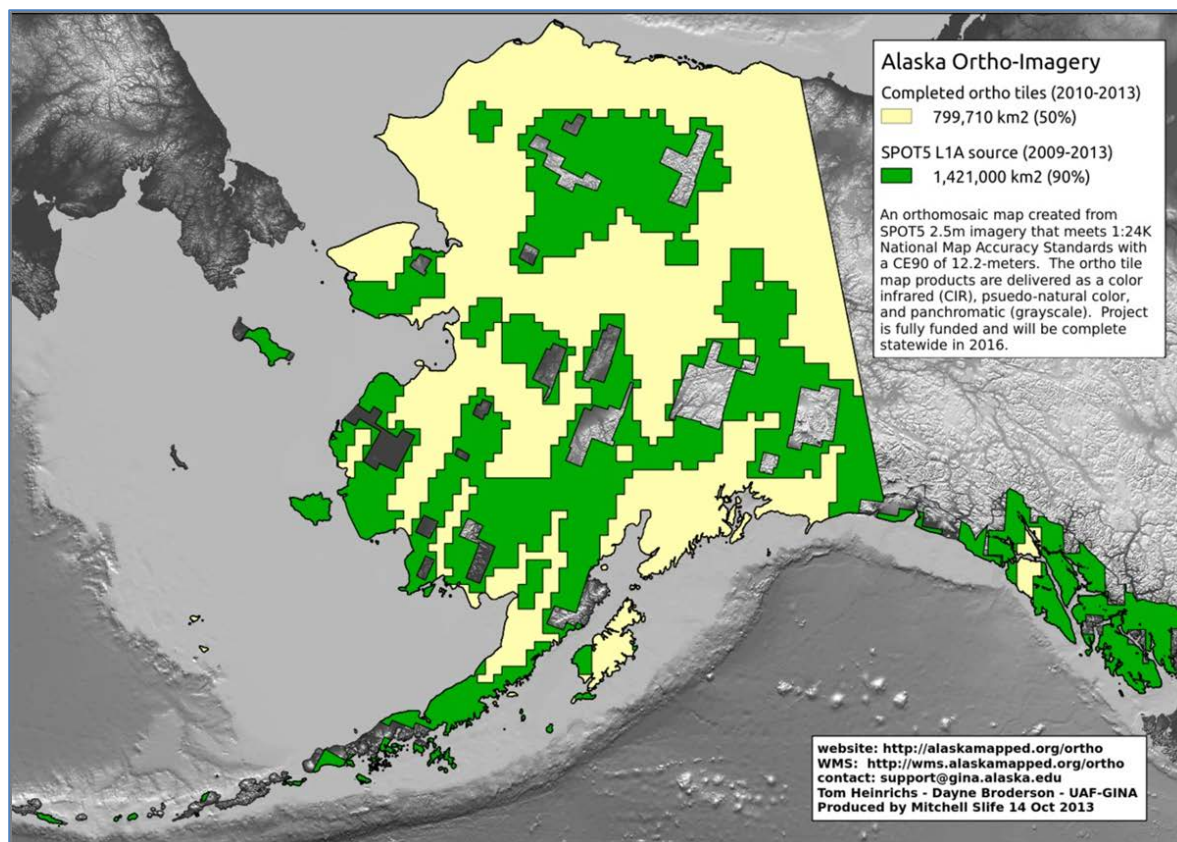 Alaska Ortho-Imagery
Completed ortho tiles (2010-2013)
799,710 km2 (50%)
SPOT5 L1A source (2009-2013)
1,421,000 km2 (90%)
An orthomosaic map created from
SPOT5 2.5m imagery that meets 1:24K
National Map Accuracy Standards with
a CE90 of 12.2-meters. The ortho tile
map products are delivered as a color
infrared (CIR), psuedo-natural color,
and panchromatic (grayscale). Project
is fully funded and will be complete
statewide in 2016.
website: http://alaskamapped.org/ortho
WMS: http://wms.alaskamapped.org/ortho
contact: support@gina.alaska.edu
Tom Heinrichs - Dayne Broderson - UAF-GINA
Produced by Mitchell Slife 14 Oct 2013